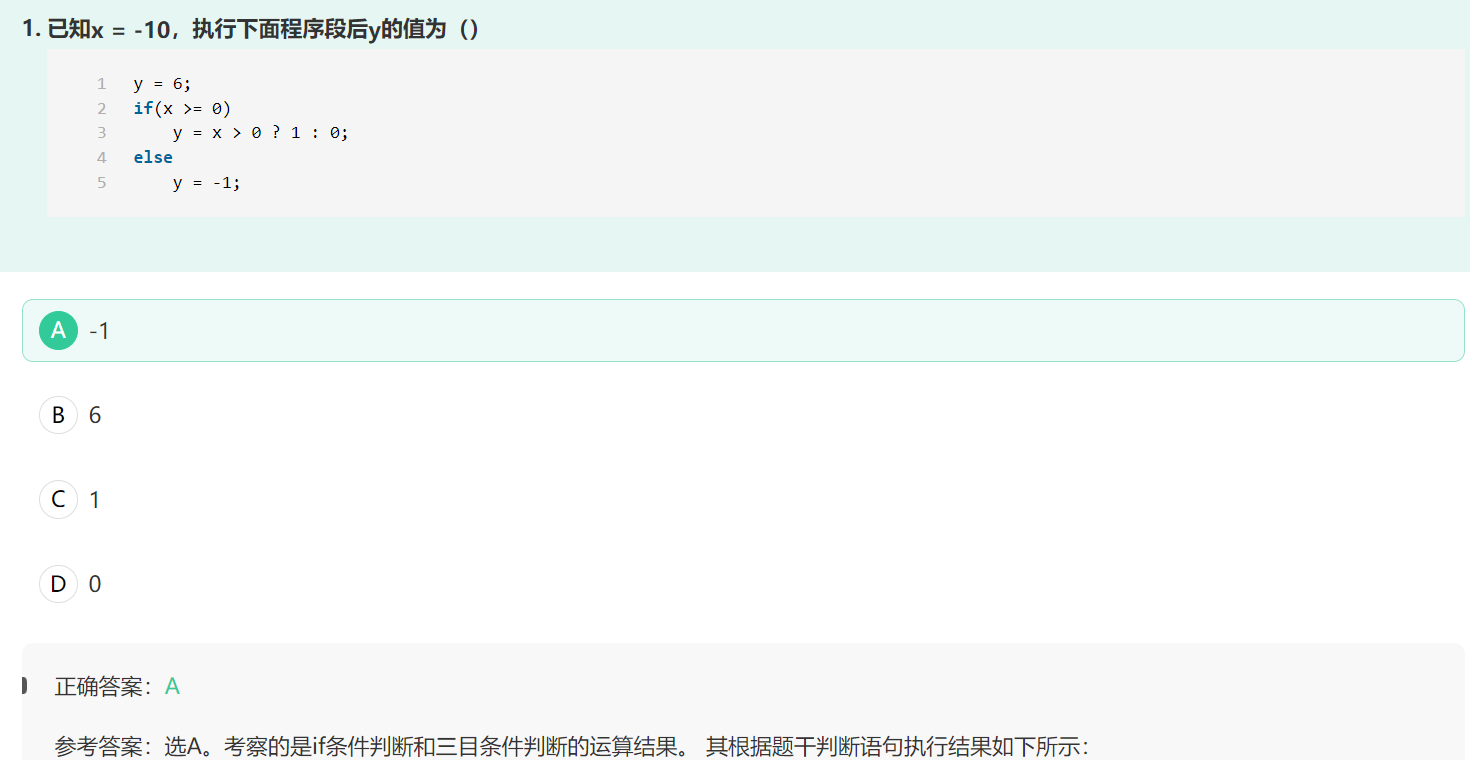 1. 已知x = -10，执行下面程序段后y的值为（）
1 y = 6;
2 if(x >= 0)
3     y = x > 0 ? 1 : 0;
4 else
5     y = -1;
A -1
B 6
C 1
D 0
正确答案：A
参考答案：选A。考察的是if条件判断和三目条件判断的运算结果。 其根据题干判断语句执行结果如下所示：